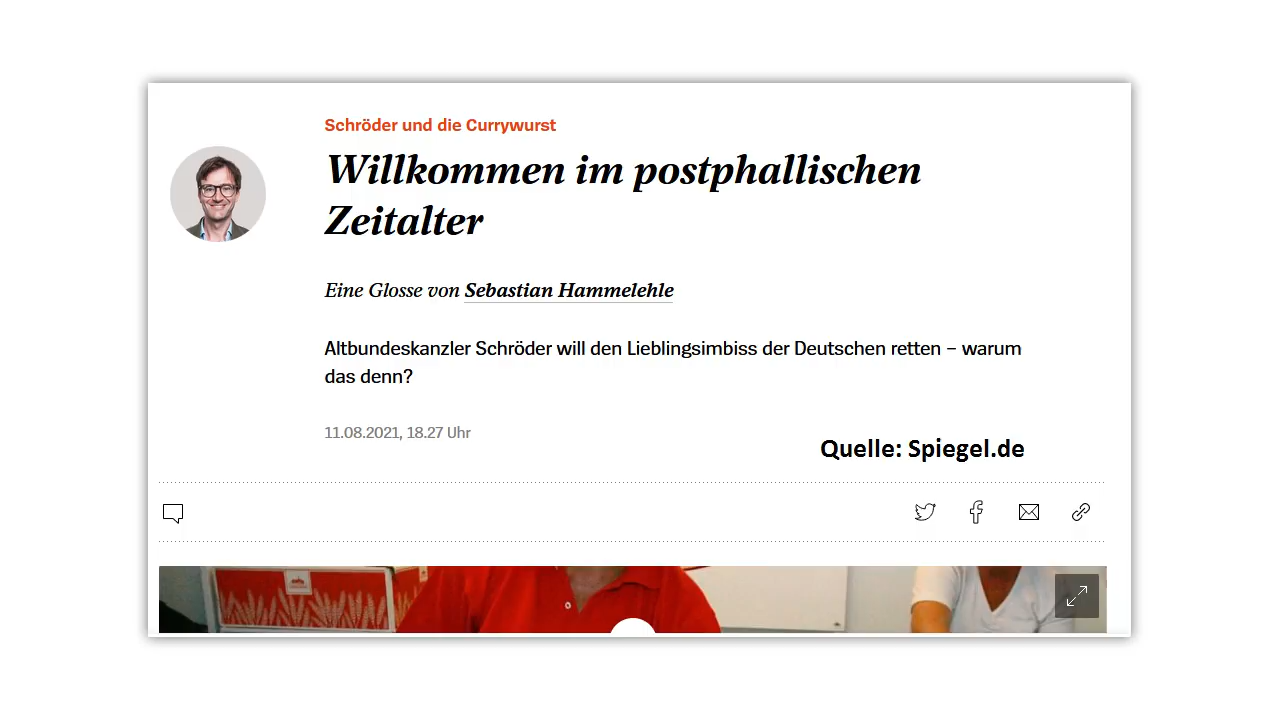 Schröder und die Currywurst
Willkommen im postphallischen
Zeitalter
Eine Glosse von Sebastian Hammelehle
Altbundeskanzler Schröder will den Lieblingsimbiss der Deutschen retten – warum
das denn?
11.08.2021, 18.27 Uhr
Quelle: Spiegel.de